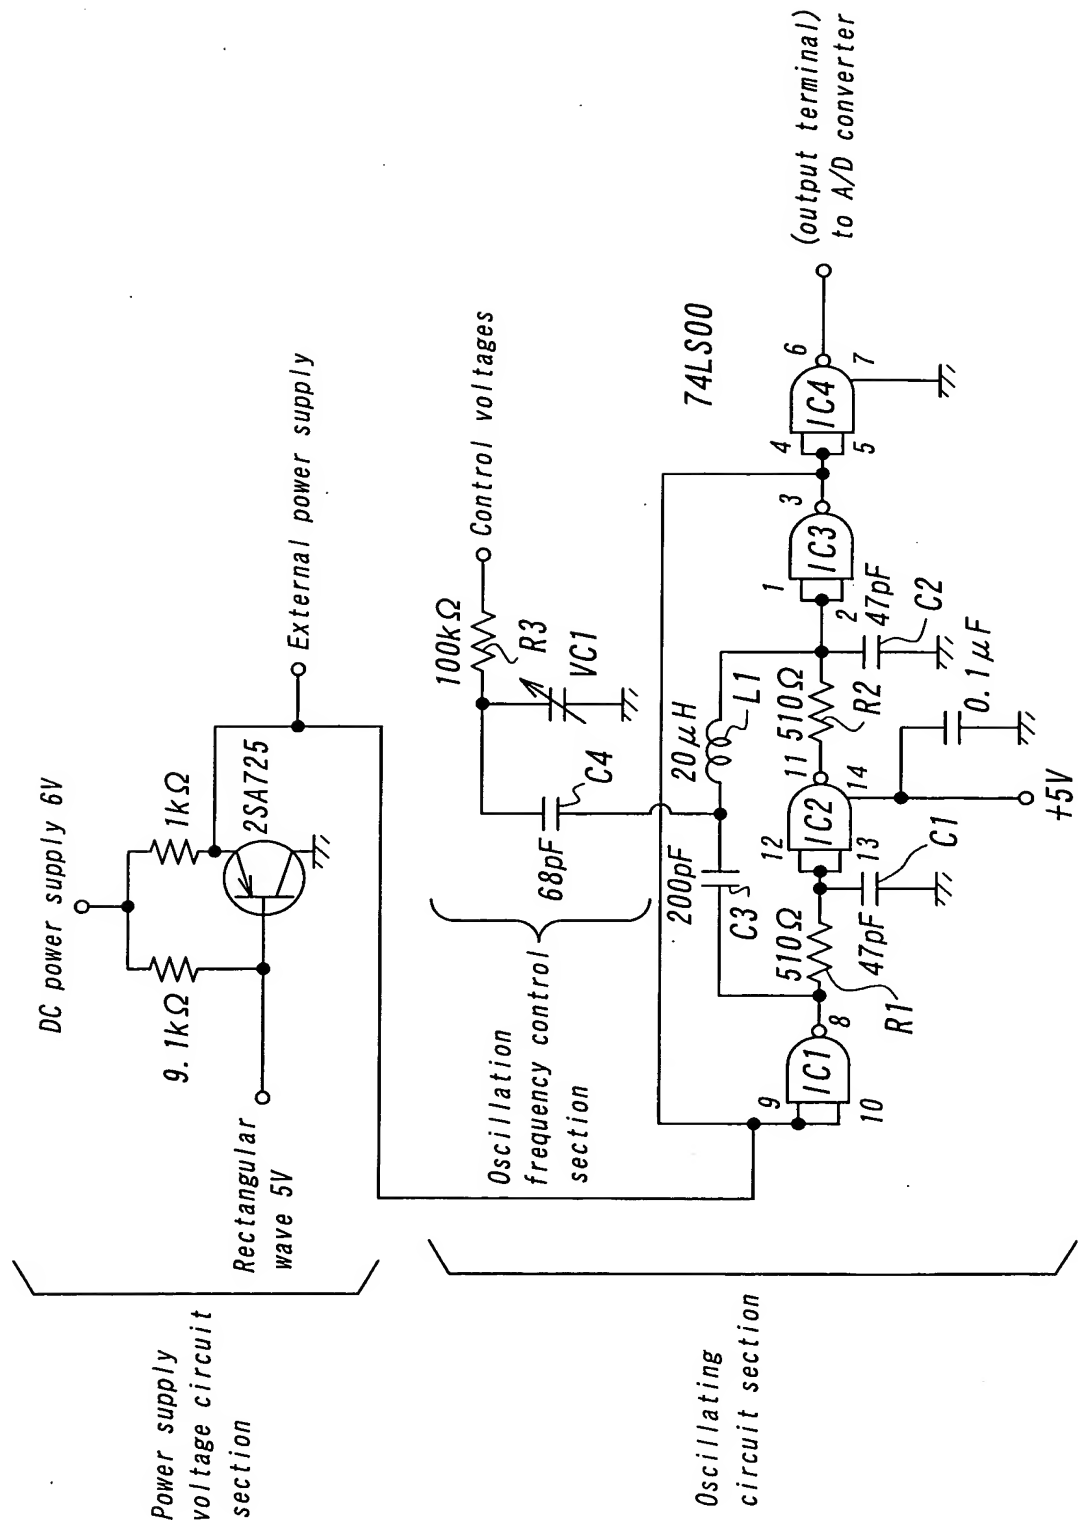 Power supply
voltage circuit
section
DC power supply 6V
9.1kΩ
1kΩ
2SA725
Rectangular
wave 5V
External power supply
Oscillating
circuit section
Oscillation
frequency control
section
68pF
C4
100kΩ
R3
VC1
Control voltages
200pF
C3
20μH
L1
9
10
IC1
8
510Ω
R1
47pF
C1
12
13
IC2
11
14
510Ω
R2
+5V
0.1μF
47pF
C2
1
2
IC3
3
4
5
IC4
6
7
74LS00
(output terminal)
to A/D converter